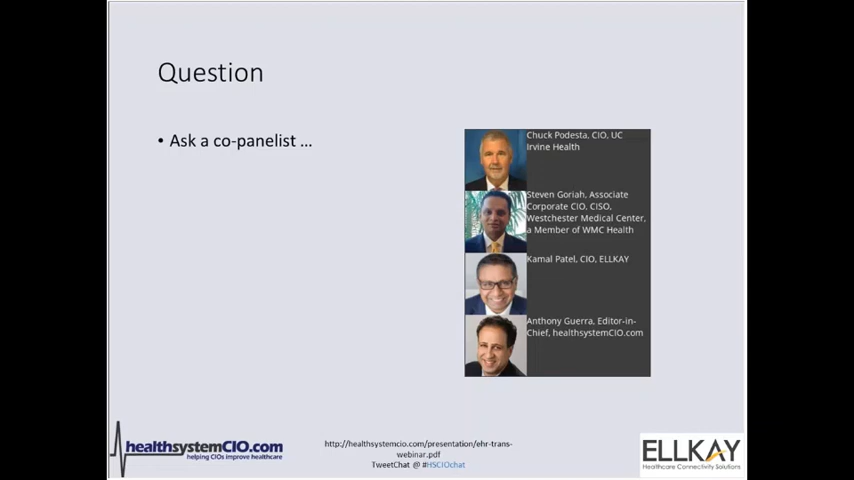 Question
• Ask a co-panelist ...
Chuck Podesta, CIO, UC
Irvine Health
Steven Goriah, Associate
Corporate CIO, CISO,
Westchester Medical Center,
a Member of WMC Health
Kamal Patel, CIO, ELLKAY
Anthony Guerra, Editor-in-
Chief, healthsystemCIO.com
healthsystemCIO.com
helping CIOs improve healthcare
http://healthsystemcio.com/presentation/ehr-trans-
webinar.pdf
TweetChat @ #HSCIOchat
ELLKAY
Healthcare Connectivity Solutions